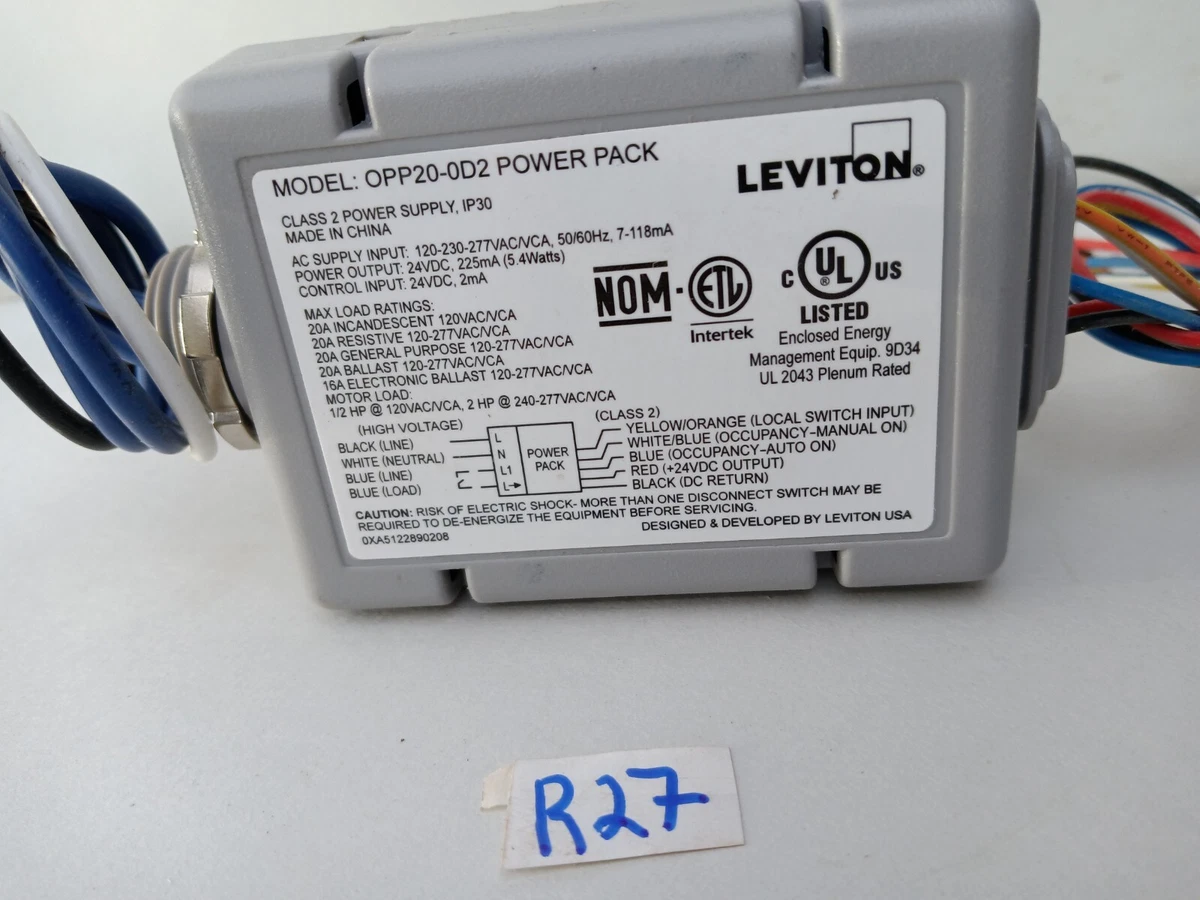 MODEL: OPP20-0D2 POWER PACK
LEVITON®
CLASS 2 POWER SUPPLY, IP30
MADE IN CHINA
AC SUPPLY INPUT: 120-230-277VAC/VCA, 50/60Hz, 7-118mA
POWER OUTPUT: 24VDC, 225mA (5.4Watts)
CONTROL INPUT: 24VDC, 2mA
MAX LOAD RATINGS:
20A INCANDESCENT 120VAC/VCA
20A RESISTIVE 120-277VAC/VCA
20A GENERAL PURPOSE 120-277VAC/VCA
20A BALLAST 120-277VAC/VCA
16A ELECTRONIC BALLAST 120-277VAC/VCA
MOTOR LOAD:
1/2 HP @ 120VAC/VCA, 2 HP @ 240-277VAC/VCA
NOM - ETL
Intertek
C UL US
®
LISTED
Enclosed Energy
Management Equip. 9D34
UL 2043 Plenum Rated
(HIGH VOLTAGE)
BLACK (LINE)
WHITE (NEUTRAL)
BLUE (LINE)
BLUE (LOAD)
L
N
L1
L
POWER
PACK
(CLASS 2)
YELLOW/ORANGE (LOCAL SWITCH INPUT)
WHITE/BLUE (OCCUPANCY-MANUAL ON)
BLUE (OCCUPANCY-AUTO ON)
RED (+24VDC OUTPUT)
BLACK (DC RETURN)
CAUTION: RISK OF ELECTRIC SHOCK- MORE THAN ONE DISCONNECT SWITCH MAY BE
REQUIRED TO DE-ENERGIZE THE EQUIPMENT BEFORE SERVICING.
DESIGNED & DEVELOPED BY LEVITON USA
0XA5122890208
R27